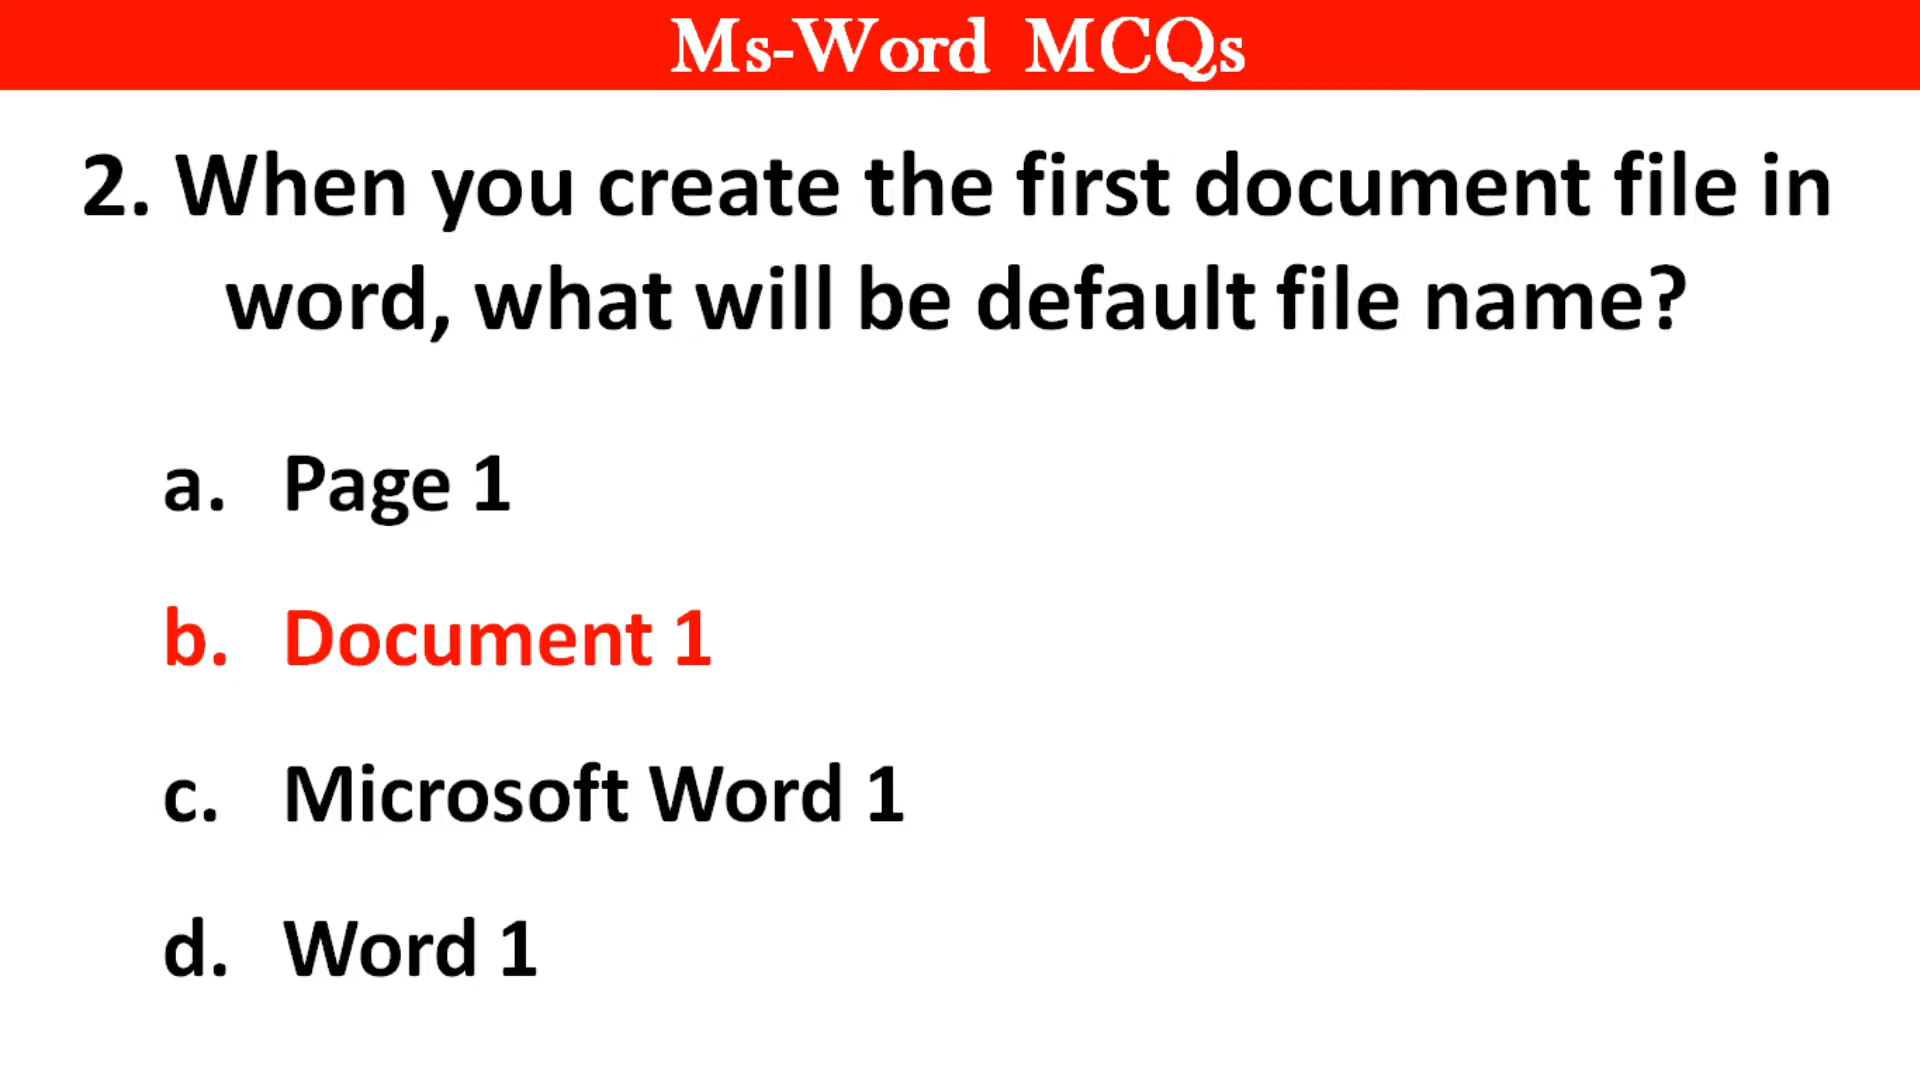 Ms-Word MCQs
2. When you create the first document file in
word, what will be default file name?
a. Page 1
b. Document 1
c. Microsoft Word 1
d. Word 1